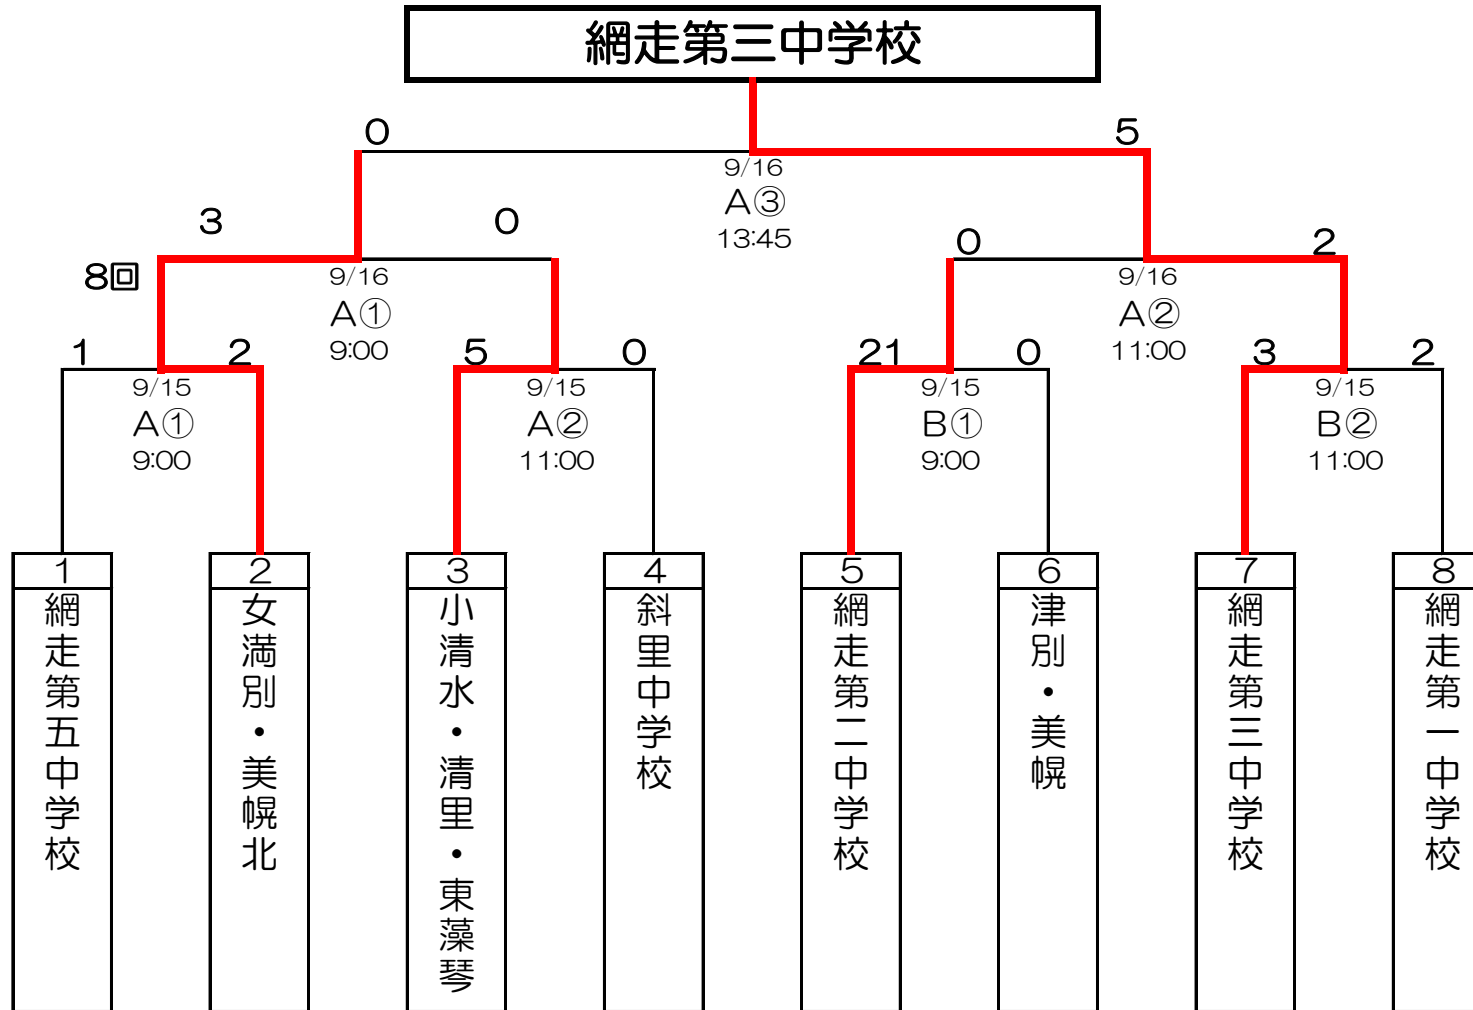 網走第三中学校
0
5
9/16
A③
13:45
3
0
0
2
8回
9/16
A①
9:00
9/16
A②
11:00
1
2
5
0
21
0
3
2
9/15
A①
9:00
9/15
A②
11:00
9/15
B①
9:00
9/15
B②
11:00
1
2
3
4
5
6
7
8
網走第五中学校
女満別・美幌北
小清水・清里・東藻琴
斜里中学校
網走第二中学校
津別・美幌
網走第三中学校
網走第一中学校